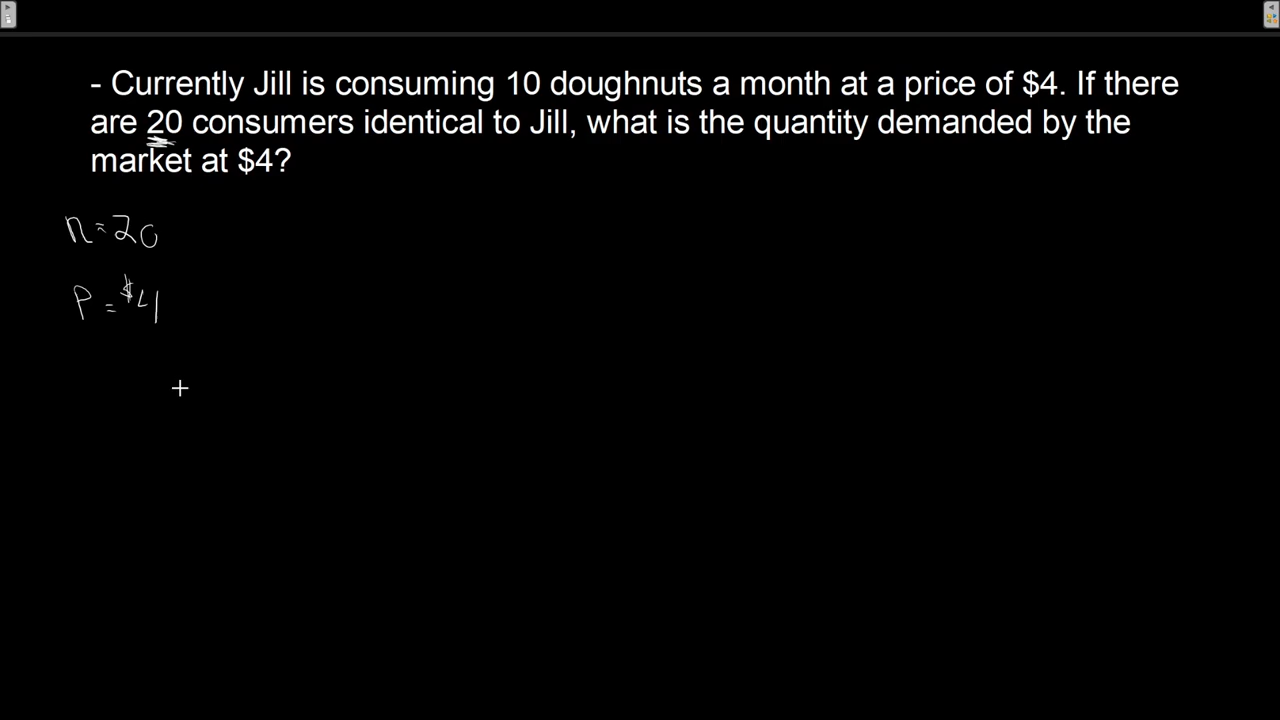 - Currently Jill is consuming 10 doughnuts a month at a price of $4. If there
are 20 consumers identical to Jill, what is the quantity demanded by the
market at $4?
n=20
P=$4